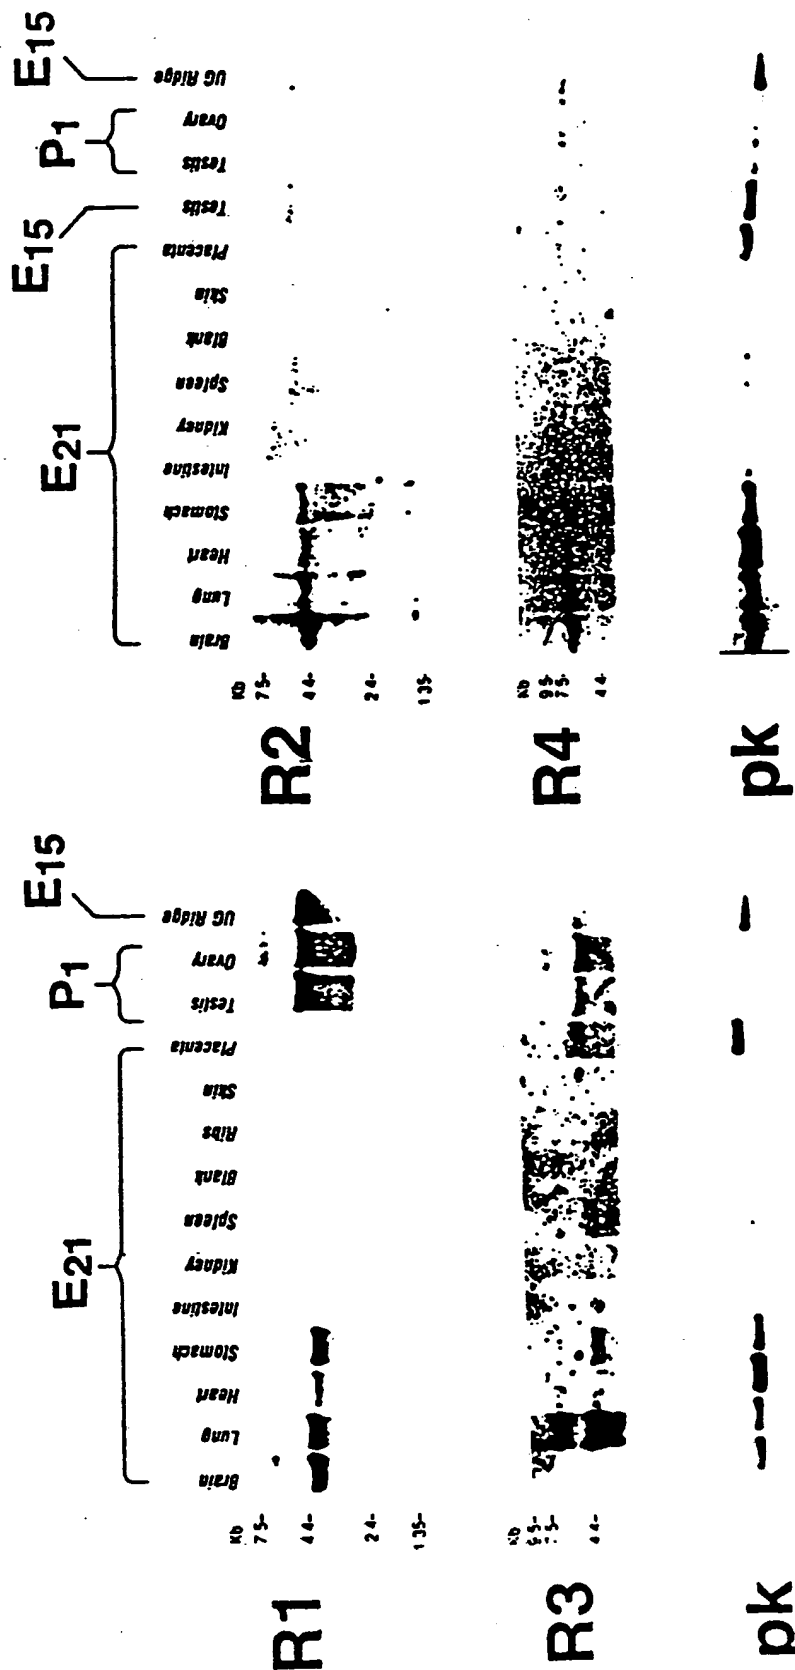 E21
P1
E15
Brain
Lung
Heart
Stomach
Intestine
Kidney
Spleen
Blank
Ribs
Skin
Placenta
Testis
Ovary
UG Ridge
R1
Kb
7.5-
4.4-
2.4-
1.35-
R3
Kb
4.4-
pk
E21
E15
P1
E15
Brain
Lung
Heart
Stomach
Intestine
Kidney
Spleen
Blank
Skin
Placenta
Testis
Testis
Ovary
UG Ridge
R2
Kb
7.5-
4.4-
2.4-
1.35-
R4
Kb
9.5-
7.5-
4.4-
pk